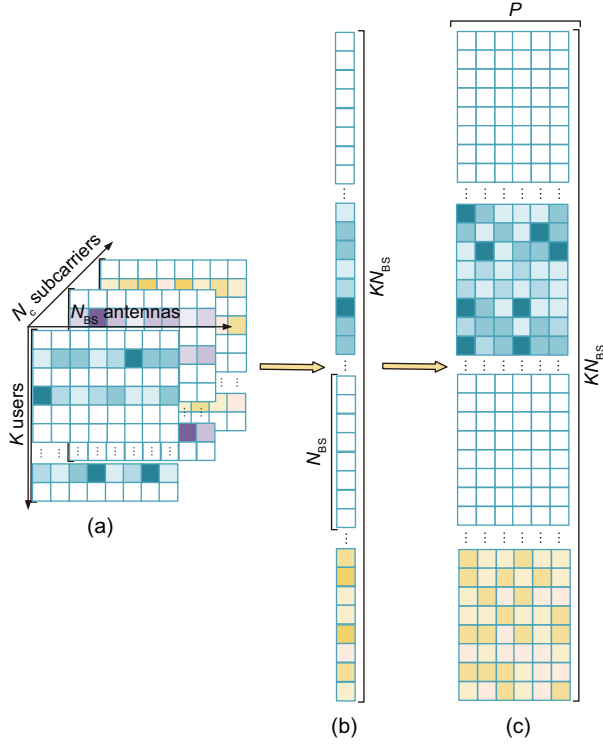 P
KN_BS
KN_BS
N_c subcarriers
N_BS antennas
K users
N_BS
(a)
(b)
(c)